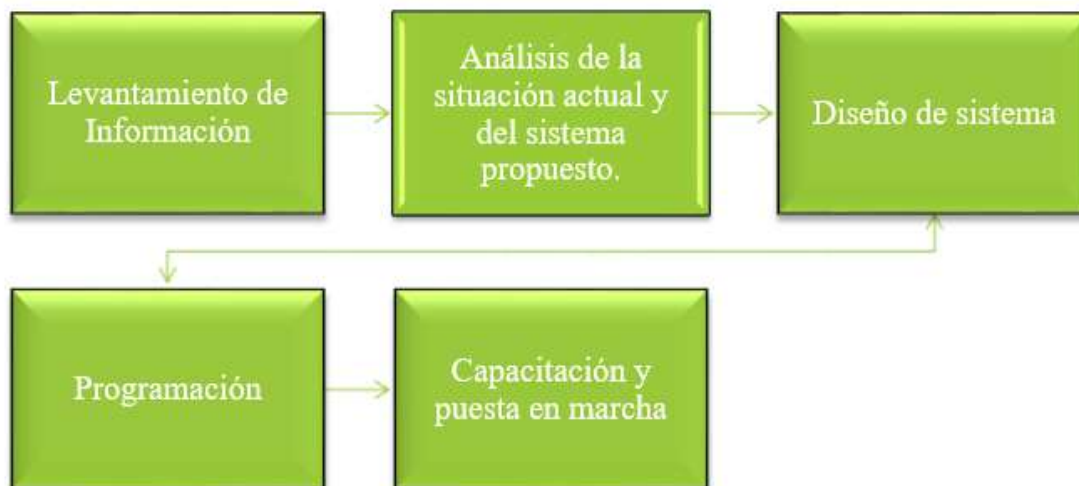 Levantamiento de
Información
Análisis de la
situación actual y
del sistema
propuesto.
Diseño de sistema
Programación
Capacitación y
puesta en marcha